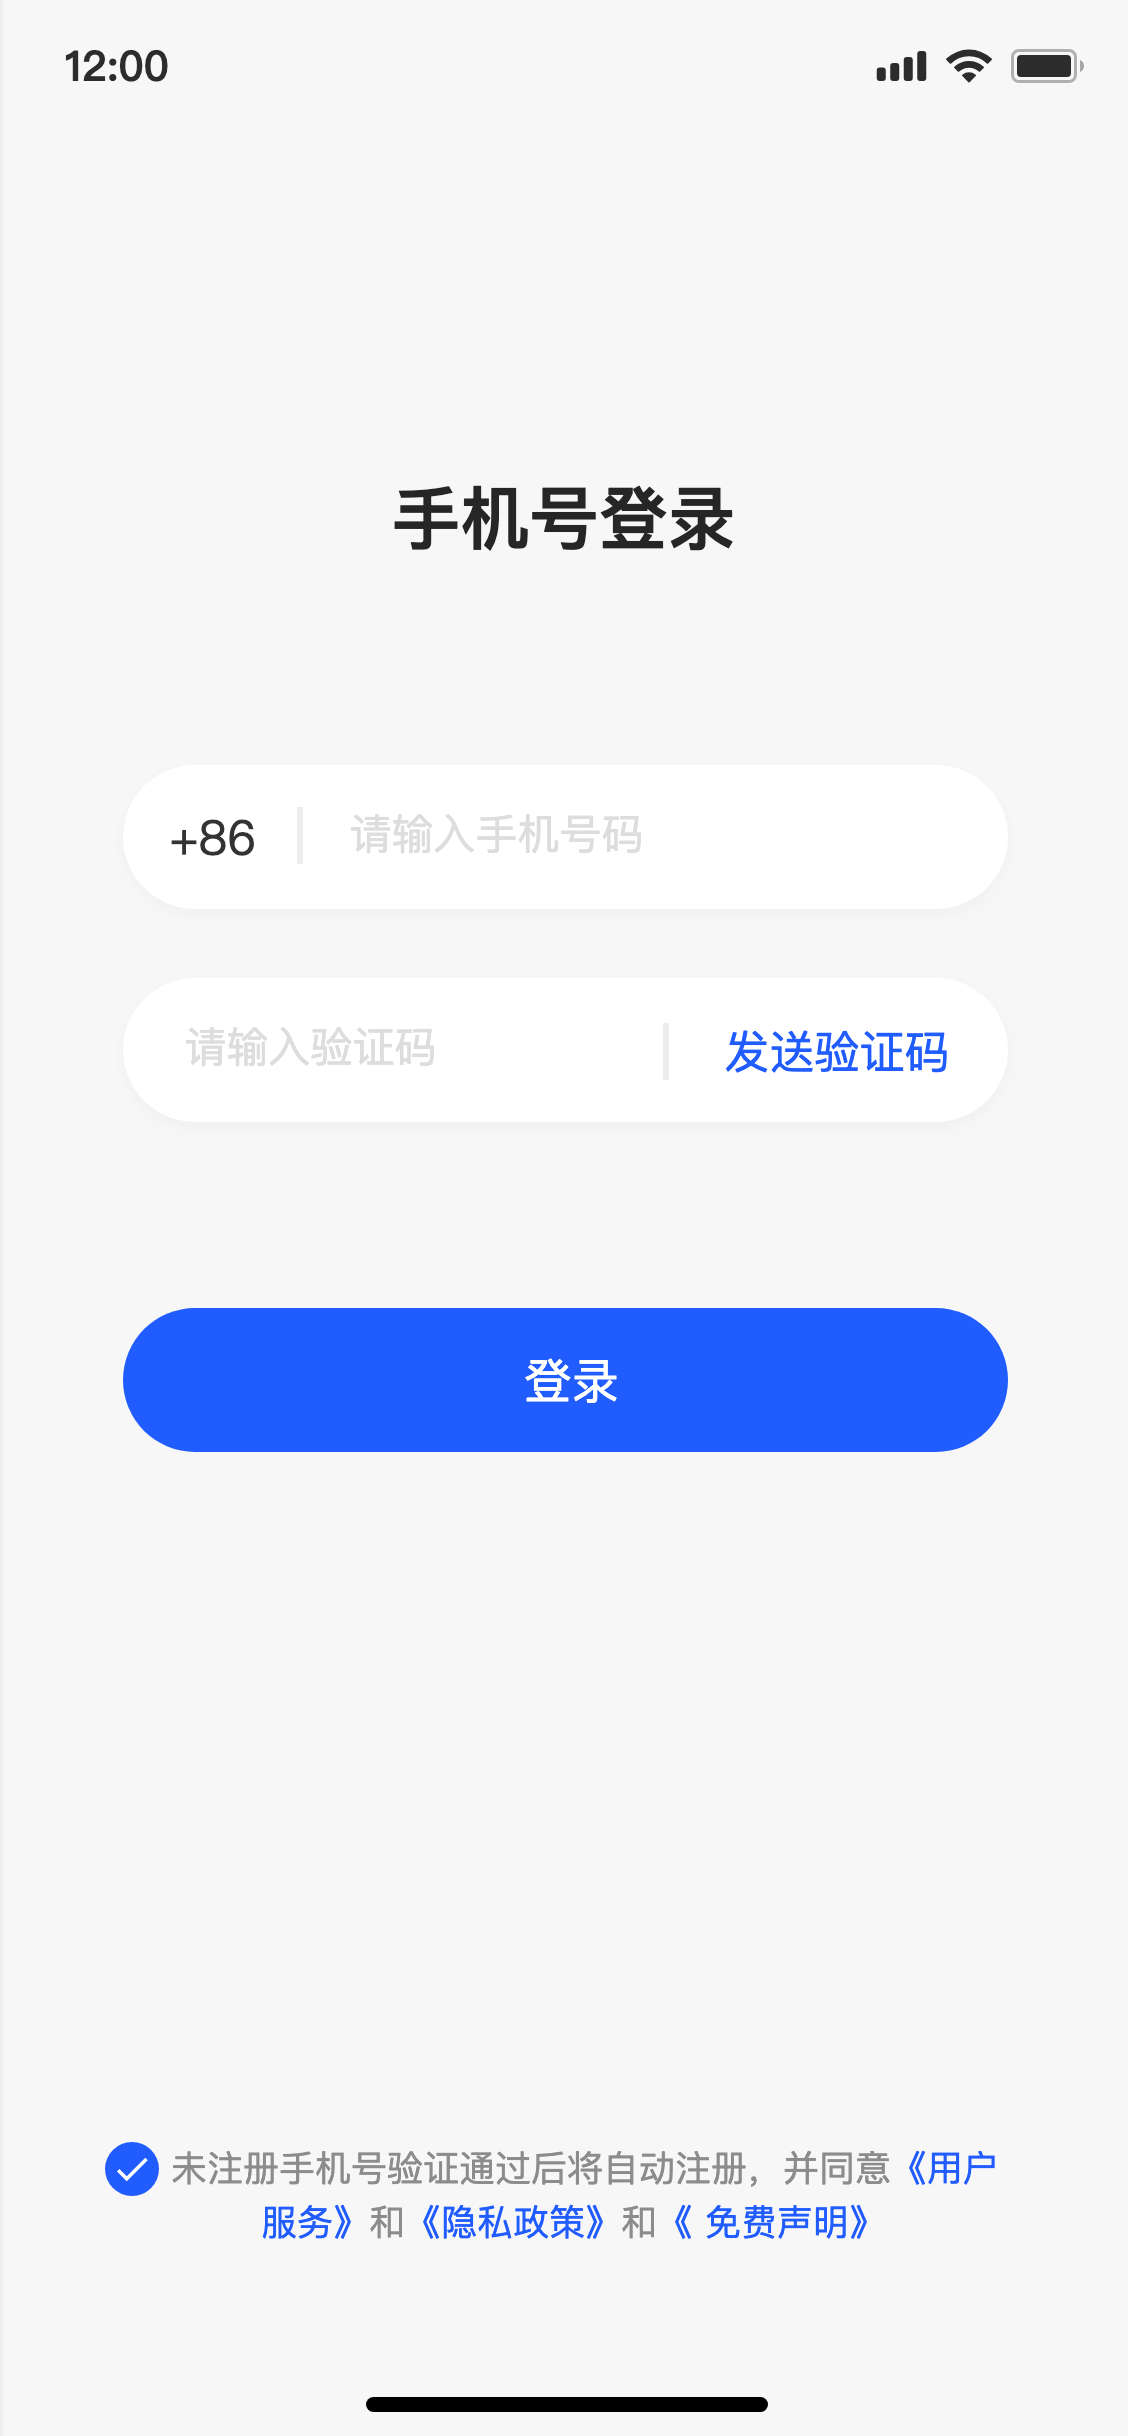 12:00
手机号登录
+86 请输入手机号码
请输入验证码 发送验证码
登录
未注册手机号验证通过后将自动注册，并同意《用户
服务》和《隐私政策》和《 免费声明》